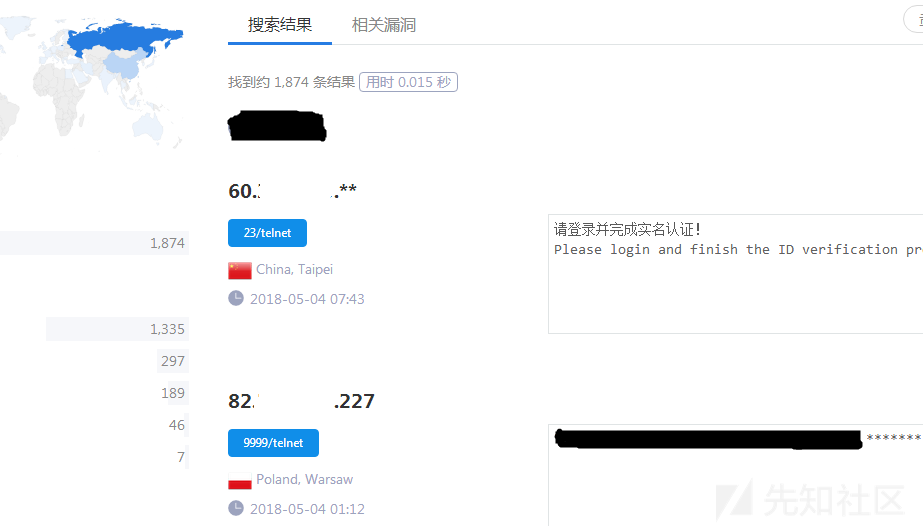 搜索结果 相关漏洞
找到约 1,874 条结果 用时 0.015 秒
60. .**
23/telnet
请登录并完成实名认证!
1,874
Please login and finish the ID verification
China, Taipei
2018-05-04 07:43
1,335
297
189
82. .227
46
9999/telnet
*******
7
Poland, Warsaw
2018-05-04 01:12
先知社区